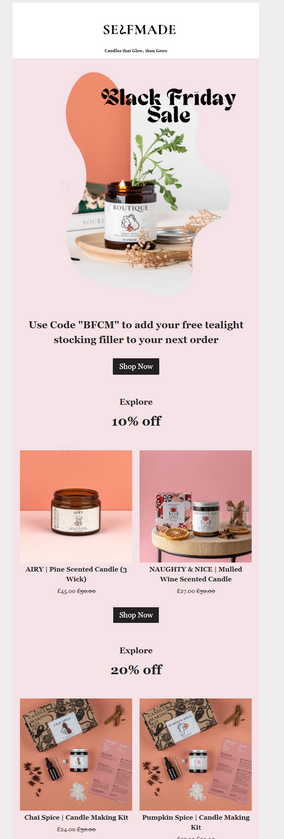 SELFMADE
Candles that Glow, then Grow
Black Friday
Sale
BOUTIQUE
Use Code "BFCM" to add your free tealight
stocking filler to your next order
Shop Now
Explore
10% off
AIRY
AIRY | Pine Scented Candle (3
Wick)
£45.00 £50.00
NAUGHTY & NICE | Mulled
Wine Scented Candle
£27.00 £30.00
Shop Now
Explore
20% off
Chai Spice | Candle Making Kit
£24.00 £30.00
Pumpkin Spice | Candle Making
Kit